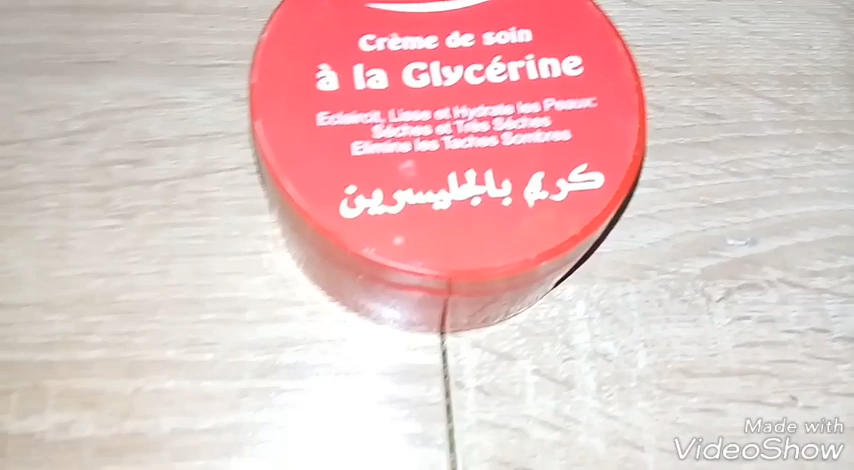 Crème de soin
à la Glycérine
Eclaircit, Lisse et Hydrate les Peaux
Sèches et Très Sèches
Elimine les Taches Sombres
كريم بالجليسرين
Made with
VideoShow